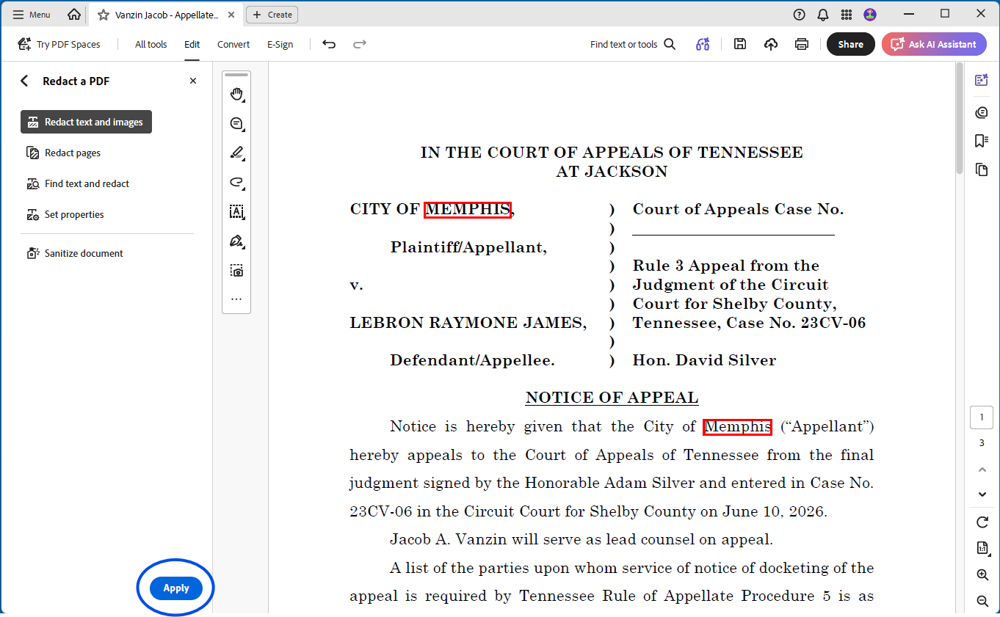 Menu
Vanzin Jacob - Appellate...
Create
Try PDF Spaces
All tools
Edit
Convert
E-Sign
Find text or tools
Share
Ask AI Assistant
Redact a PDF
Redact text and images
Redact pages
Find text and redact
Set properties
Sanitize document
Apply
IN THE COURT OF APPEALS OF TENNESSEE
AT JACKSON
CITY OF MEMPHIS, ) Court of Appeals Case No.
) ____________________
Plaintiff/Appellant, )
) Rule 3 Appeal from the
v. ) Judgment of the Circuit
) Court for Shelby County,
LEBRON RAYMONE JAMES, ) Tennessee, Case No. 23CV-06
)
Defendant/Appellee. ) Hon. David Silver
NOTICE OF APPEAL
Notice is hereby given that the City of Memphis (“Appellant”)
hereby appeals to the Court of Appeals of Tennessee from the final
judgment signed by the Honorable Adam Silver and entered in Case No.
23CV-06 in the Circuit Court for Shelby County on June 10, 2026.
Jacob A. Vanzin will serve as lead counsel on appeal.
A list of the parties upon whom service of notice of docketing of the
appeal is required by Tennessee Rule of Appellate Procedure 5 is as
1
3
1:1